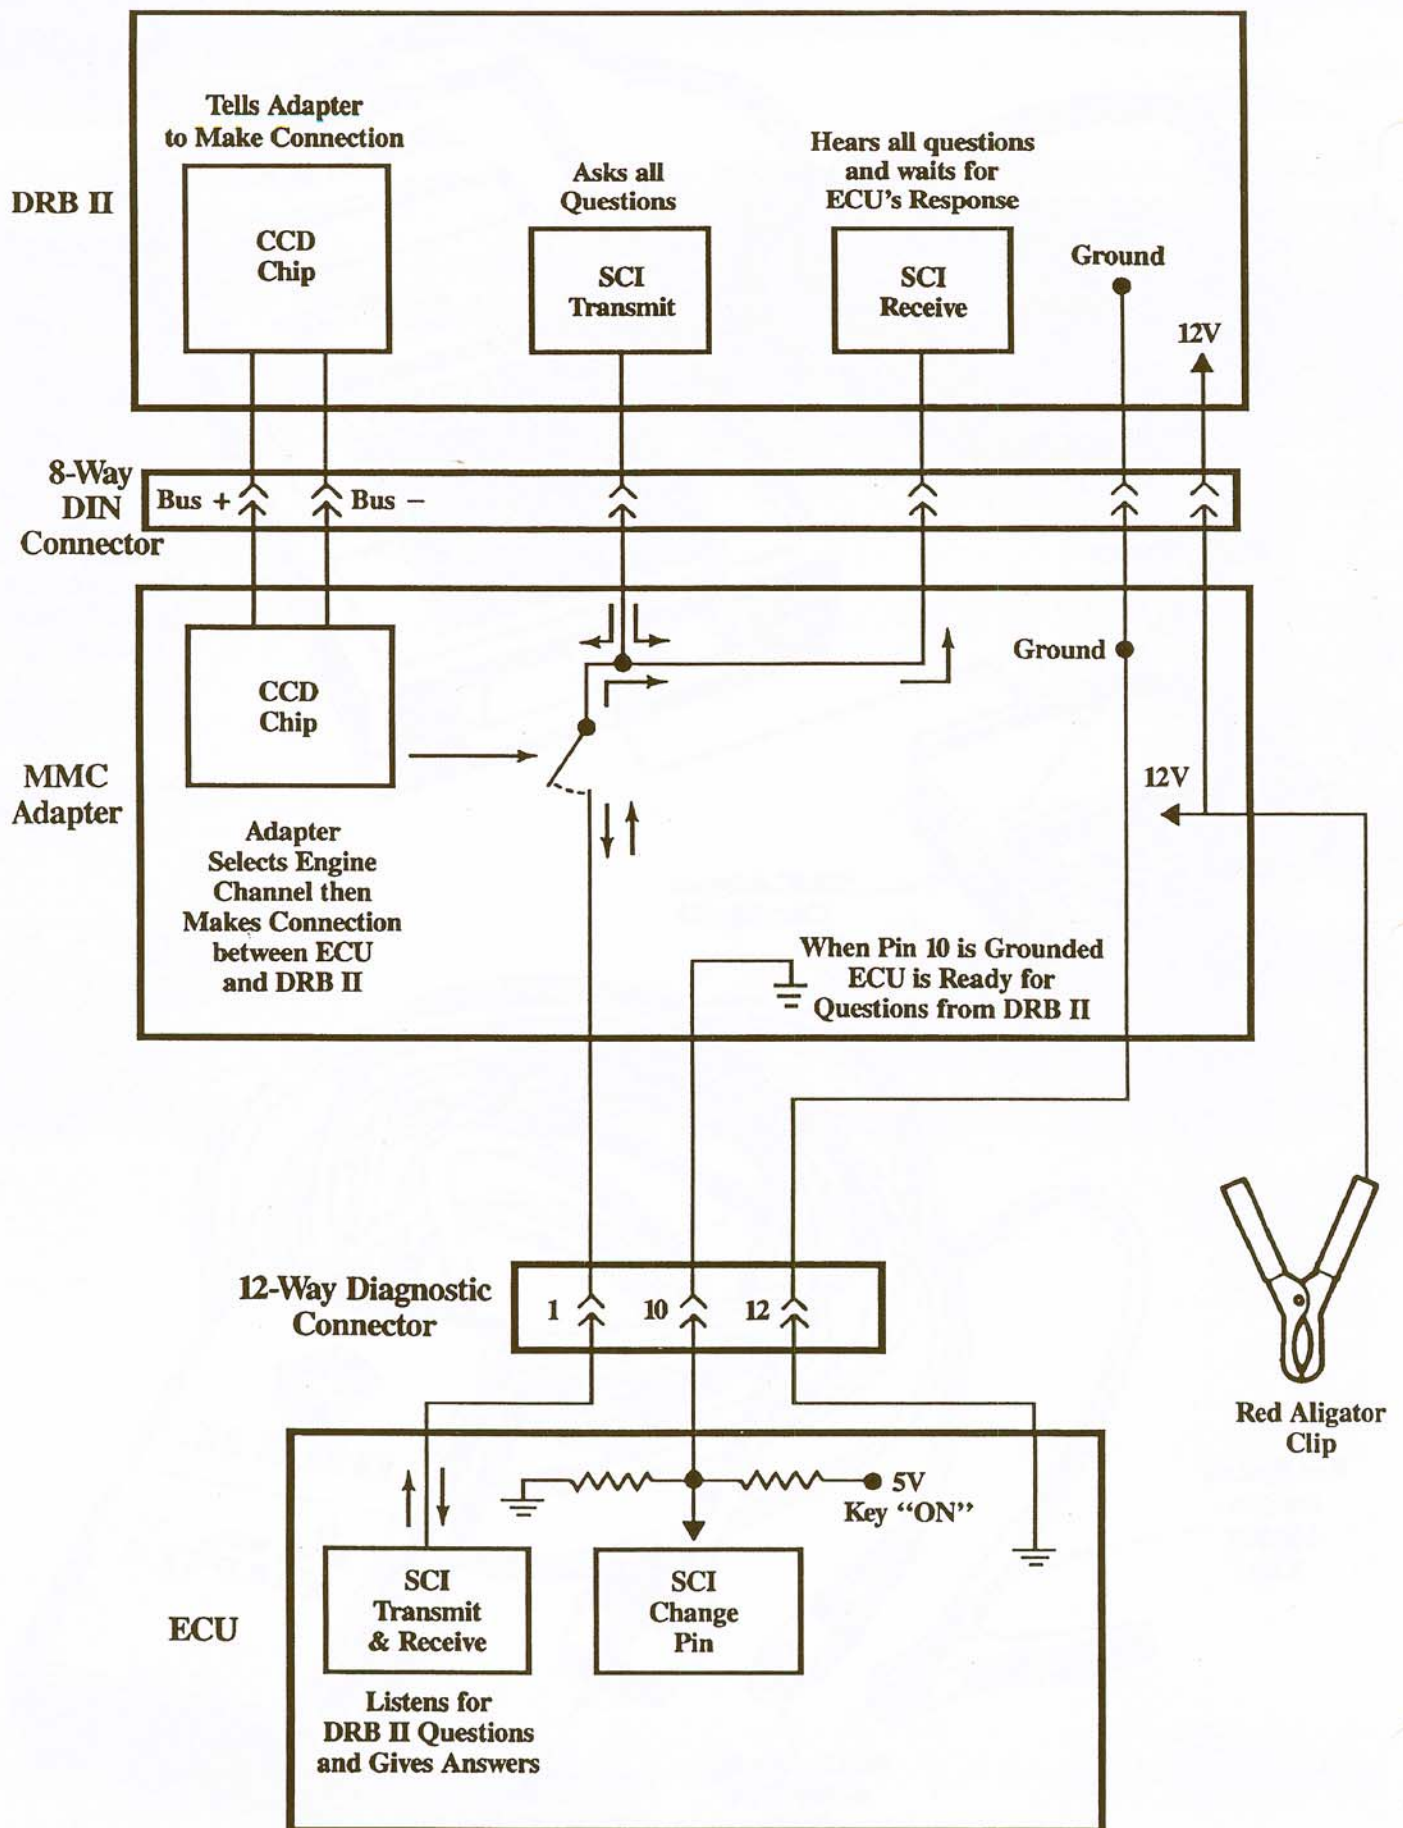 Tells Adapter
to Make Connection
DRB II
CCD
Chip
Asks all
Questions
SCI
Transmit
Hears all questions
and waits for
ECU's Response
SCI
Receive
Ground
12V
8-Way
DIN
Connector
Bus +
Bus −
MMC
Adapter
CCD
Chip
Adapter
Selects Engine
Channel then
Makes Connection
between ECU
and DRB II
Ground
12V
When Pin 10 is Grounded
ECU is Ready for
Questions from DRB II
12-Way Diagnostic
Connector
1
10
12
Red Aligator
Clip
ECU
5V
Key “ON”
SCI
Transmit
& Receive
SCI
Change
Pin
Listens for
DRB II Questions
and Gives Answers